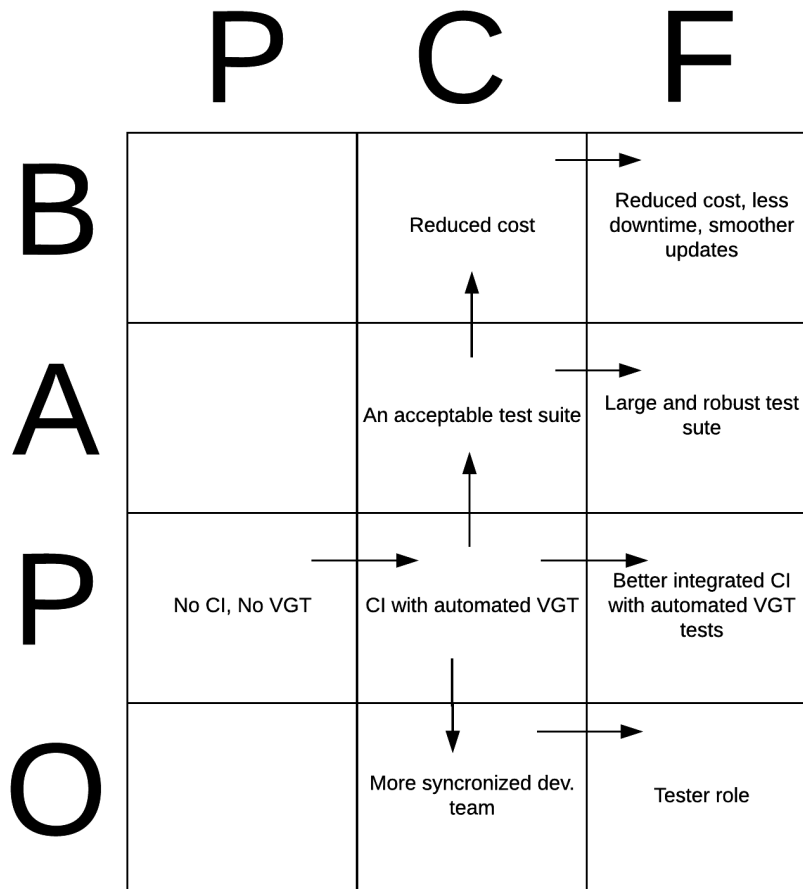 P C F
B
Reduced cost
Reduced cost, less
downtime, smoother
updates
A
An acceptable test suite
Large and robust test
sute
P
No CI, No VGT
CI with automated VGT
Better integrated CI
with automated VGT
tests
O
More syncronized dev.
team
Tester role